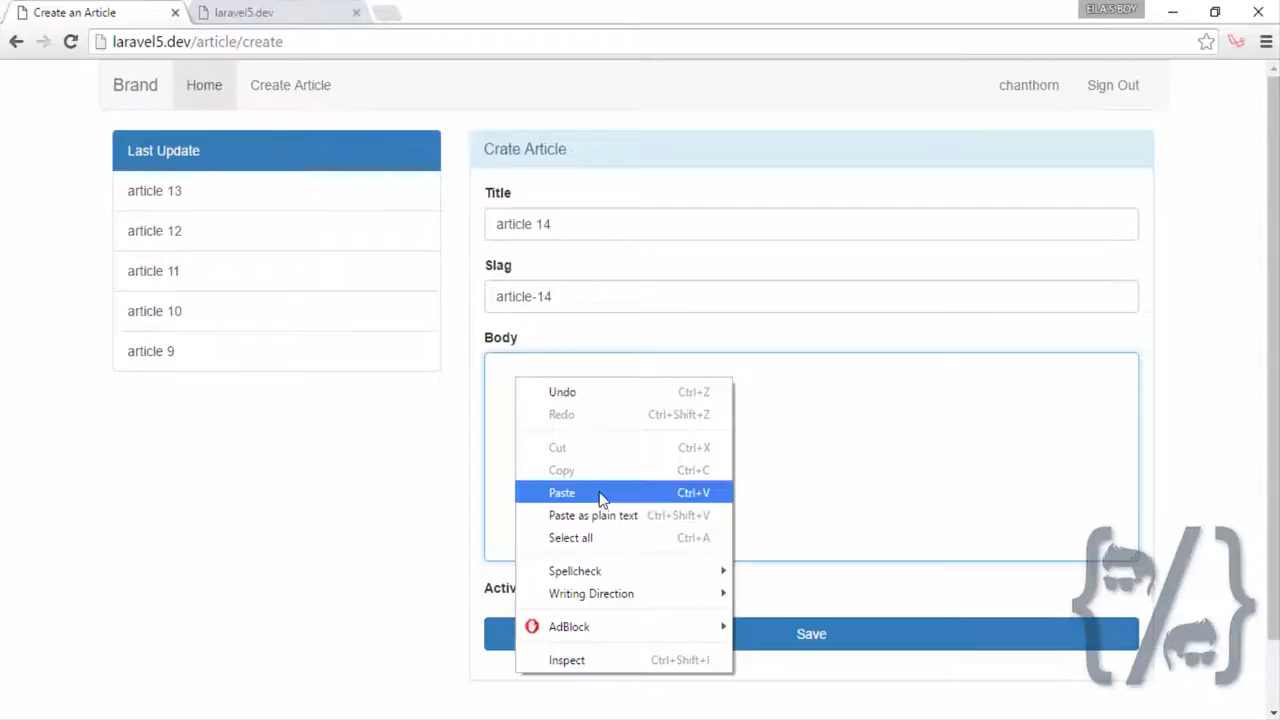 Create an Article
laravel5.dev
EILA'S BOY
laravel5.dev/article/create
Brand
Home
Create Article
chanthorn
Sign Out
Last Update
article 13
article 12
article 11
article 10
article 9
Crate Article
Title
article 14
Slag
article-14
Body
Undo Ctrl+Z
Redo Ctrl+Shift+Z
Cut Ctrl+X
Copy Ctrl+C
Paste Ctrl+V
Paste as plain text Ctrl+Shift+V
Select all Ctrl+A
Spellcheck
Writing Direction
AdBlock
Inspect Ctrl+Shift+I
Activ
Save
{/}